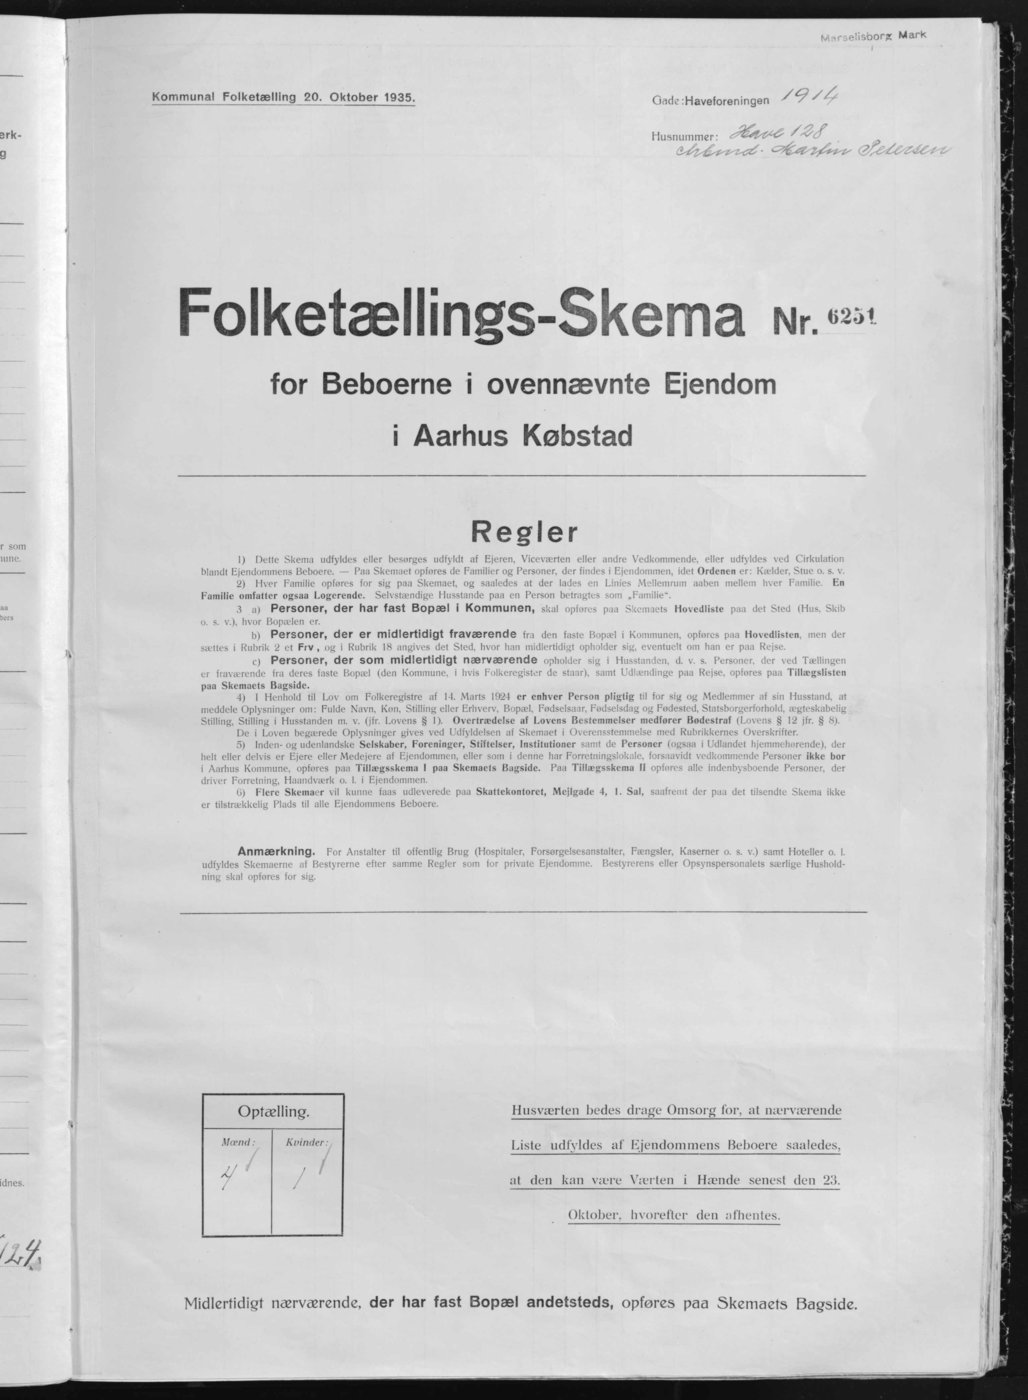 Marselisborg Mark
Kommunal Folketælling 20. Oktober 1935.
Gade: Haveforeningen 1914
Husnummer: Have 128
Arbmd. Martin Petersen
Folketællings-Skema Nr. 6251
for Beboerne i ovennævnte Ejendom
i Aarhus Købstad
Regler
1) Dette Skema udfyldes eller besørges udfyldt af Ejeren, Viceværten eller andre Vedkommende, eller udfyldes ved Cirkulation
blandt Ejendommens Beboere. — Paa Skemaet opføres de Familier og Personer, der findes i Ejendommen, idet Ordenen er: Kælder, Stue o. s. v.
2) Hver Familie opføres for sig paa Skemaet, og saaledes at der lades en Linies Mellemrum aaben mellem hver Familie. En
Familie omfatter ogsaa Logerende. Selvstændige Husstande paa en Person betragtes som „Familie“.
3 a) Personer, der har fast Bopæl i Kommunen, skal opføres paa Skemaets Hovedliste paa det Sted (Hus, Skib
o. s. v.), hvor Bopælen er.
b) Personer, der er midlertidigt fraværende fra den faste Bopæl i Kommunen, opføres paa Hovedlisten, men der
sættes i Rubrik 2 et Frv., og i Rubrik 18 angives det Sted, hvor han midlertidigt opholder sig, eventuelt om han er paa Rejse.
c) Personer, der som midlertidigt nærværende opholder sig i Husstanden, d. v. s. Personer, der ved Tællingen
er fraværende fra deres faste Bopæl (den Kommune, i hvis Folkeregister de staar), samt Udlændinge paa Rejse, opføres paa Tillægslisten
paa Skemaets Bagside.
4) I Henhold til Lov om Folkeregistre af 14. Marts 1924 er enhver Person pligtig til for sig og Medlemmer af sin Husstand, at
meddele Oplysninger om: Fulde Navn, Køn, Stilling eller Erhverv, Bopæl, Fødselsaar, Fødselsdag og Fødested, Statsborgerforhold, ægteskabelig
Stilling, Stilling i Husstanden m. v. (jfr. Lovens § 1). Overtrædelse af Lovens Bestemmelser medfører Bødestraf (Lovens § 12 jfr. § 8).
De i Loven begærede Oplysninger gives ved Udfyldelsen af Skemaet i Overensstemmelse med Rubrikkernes Overskrifter.
5) Inden- og udenlandske Selskaber, Foreninger, Stiftelser, Institutioner samt de Personer (ogsaa i Udlandet hjemmehørende), der
helt eller delvis er Ejere eller Medejere af Ejendommen, eller som i denne har Forretningslokale, forsaavidt vedkommende Personer ikke bor
i Aarhus Kommune, opføres paa Tillægsskema I paa Skemaets Bagside. Paa Tillægsskema II opføres alle indenbysboende Personer, der
driver Forretning, Haandværk o. l. i Ejendommen.
6) Flere Skemaer vil kunne faas udleverede paa Skattekontoret, Mejlgade 4, 1. Sal, saafremt der paa det tilsendte Skema ikke
er tilstrækkelig Plads til alle Ejendommens Beboere.
Anmærkning. For Anstalter til offentlig Brug (Hospitaler, Forsørgelsesanstalter, Fængsler, Kaserner o. s. v.) samt Hoteller o. l.
udfyldes Skemaerne af Bestyrerne efter samme Regler som for private Ejendomme. Bestyrerens eller Opsynspersonalets særlige Hushold-
ning skal opføres for sig.
Optælling.
Mænd: Kvinder:
4 1
Husværten bedes drage Omsorg for, at nærværende
Liste udfyldes af Ejendommens Beboere saaledes,
at den kan være Værten i Hænde senest den 23.
Oktober, hvorefter den afhentes.
Midlertidigt nærværende, der har fast Bopæl andetsteds, opføres paa Skemaets Bagside.